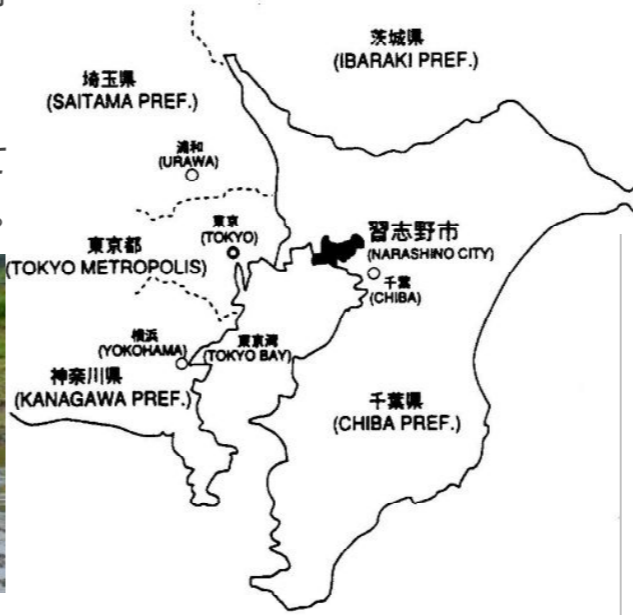 茨城県
(IBARAKI PREF.)
埼玉県
(SAITAMA PREF.)
浦和
(URAWA)
東京
(TOKYO)
習志野市
(NARASHINO CITY)
東京都
(TOKYO METROPOLIS)
千葉
(CHIBA)
横浜
(YOKOHAMA)
東京湾
(TOKYO BAY)
神奈川県
(KANAGAWA PREF.)
千葉県
(CHIBA PREF.)